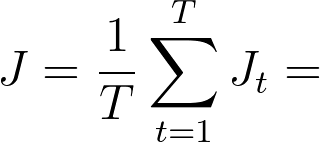 J = \frac{1}{T} \sum_{t=1}^{T} J_t =